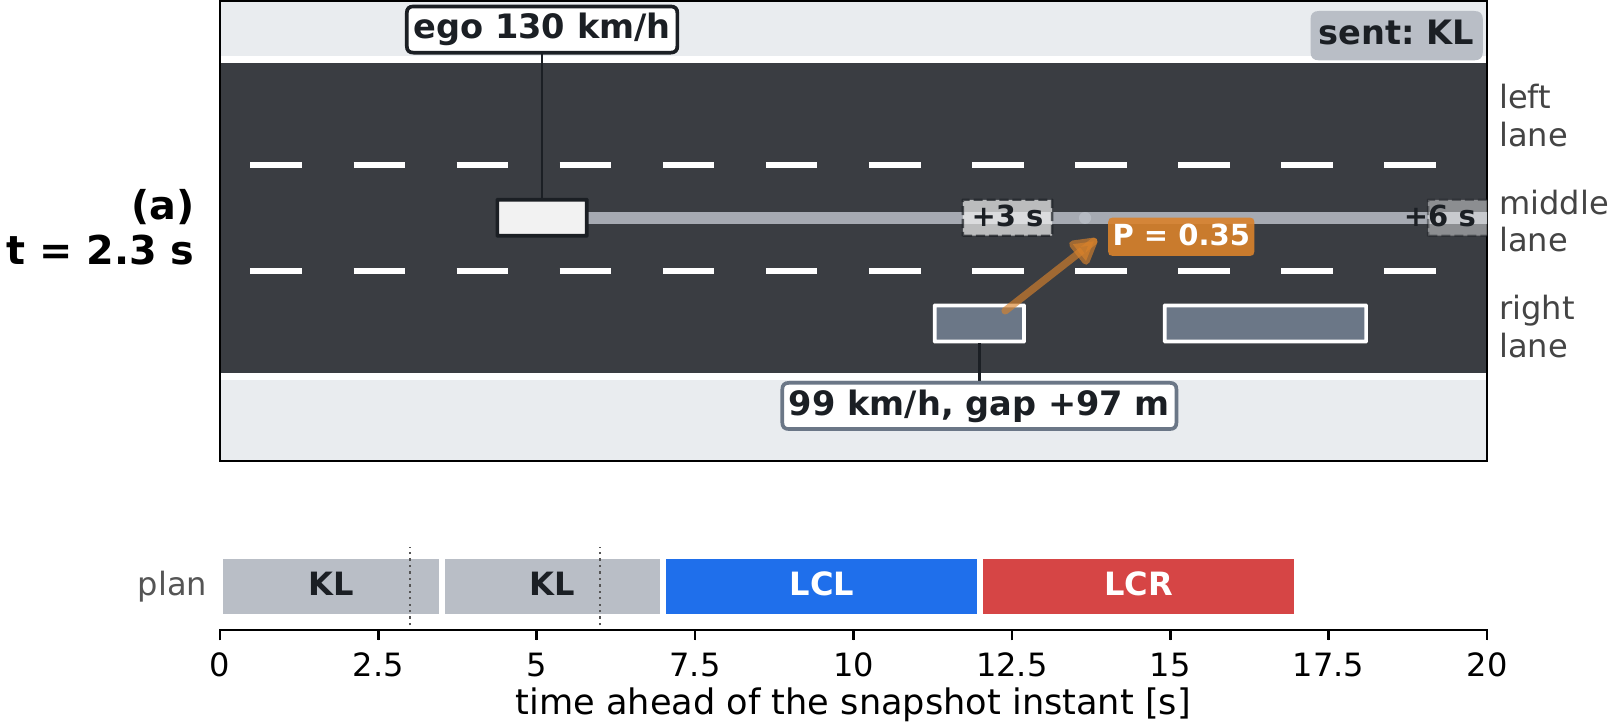 ego 130 km/h
sent: KL
left
lane
(a)
t = 2.3 s
+3 s
+6 s
middle
lane
P = 0.35
right
lane
99 km/h, gap +97 m
plan
KL
KL
LCL
LCR
0
2.5
5
7.5
10
12.5
15
17.5
20
time ahead of the snapshot instant [s]